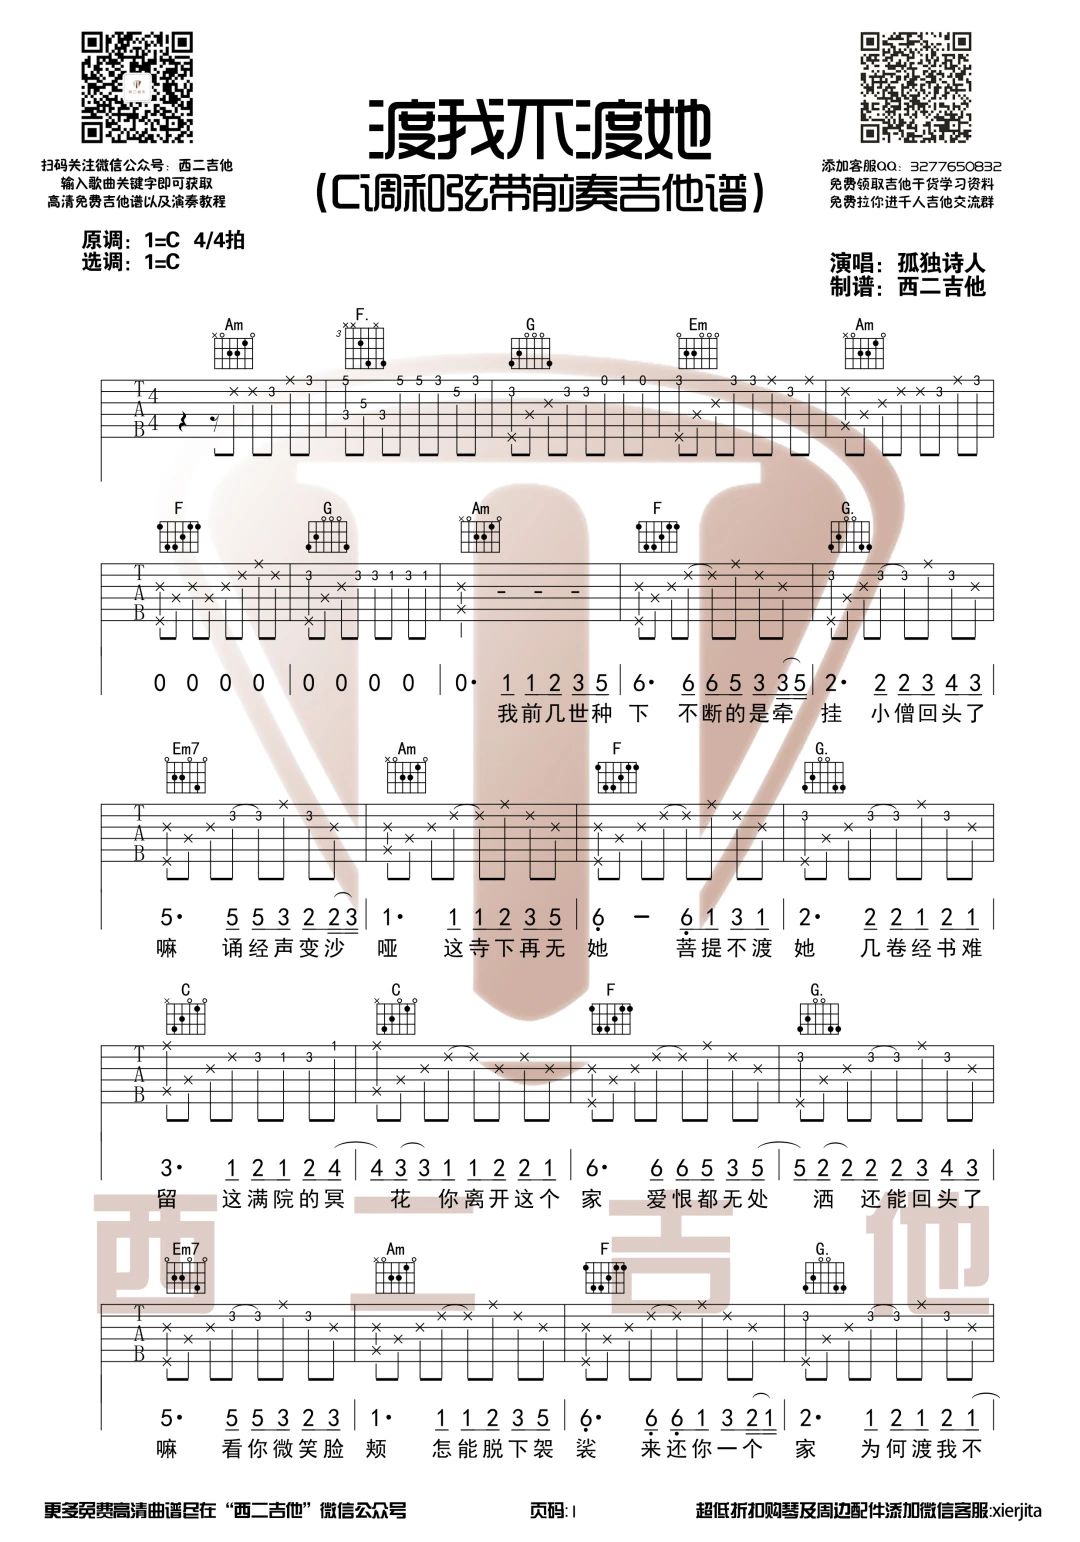 渡我不渡她
(C调和弦带前奏吉他谱)
扫码关注微信公众号：西二吉他
输入歌曲关键字即可获取
高清免费吉他谱以及演奏教程
添加客服QQ：3277650832
免费领取吉他干货学习资料
免费拉你进千人吉他交流群
原调：1=C 4/4拍
选调：1=C
演唱：孤独诗人
制谱：西二吉他
Am F. G Em Am
F G Am F G.
0 0 0 0 0 0 0 0 0· 1 1 2 3 5 6· 6 6 5 3 3 5 2· 2 2 3 4 3
我前几世种 下 不断的是牵 挂 小僧回头了
Em7 Am F G.
5· 5 5 3 2 2 3 1· 1 1 2 3 5 6 — 6 1 3 1 2· 2 2 1 2 1
嘛 诵经声变沙 哑 这寺下再无 她 菩提不渡 她 几卷经书难
C C F G.
3· 1 2 1 2 4 4 3 3 1 1 2 2 1 6· 6 6 5 3 5 5 2 2 2 2 3 4 3
留 这满院的冥 花 你离开这个 家 爱恨都无处 洒 还能回头了
西二吉他
Em7 Am F G.
5· 5 5 3 2 3 1· 1 1 2 3 5 6· 6 6 1 3 2 1 2· 1 2 1 2 1
嘛 看你微笑脸 颊 怎能脱下袈 裟 来还你一个 家 为何渡我不
更多免费高清曲谱尽在“西二吉他”微信公众号 页码:1 超低折扣购琴及周边配件添加微信客服:xierjita